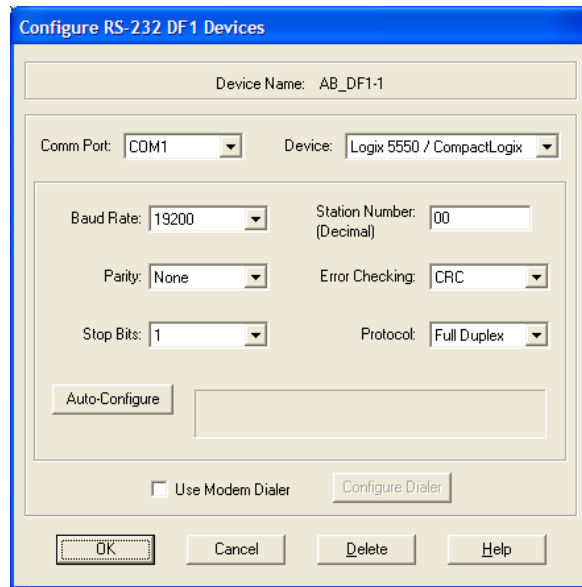 Configure RS-232 DF1 Devices
Device Name: AB_DF1-1
Comm Port: COM1 Device: Logix 5550 / CompactLogix
Baud Rate: 19200 Station Number: 00
(Decimal)
Parity: None Error Checking: CRC
Stop Bits: 1 Protocol: Full Duplex
Auto-Configure
Use Modem Dialer Configure Dialer
OK Cancel Delete Help